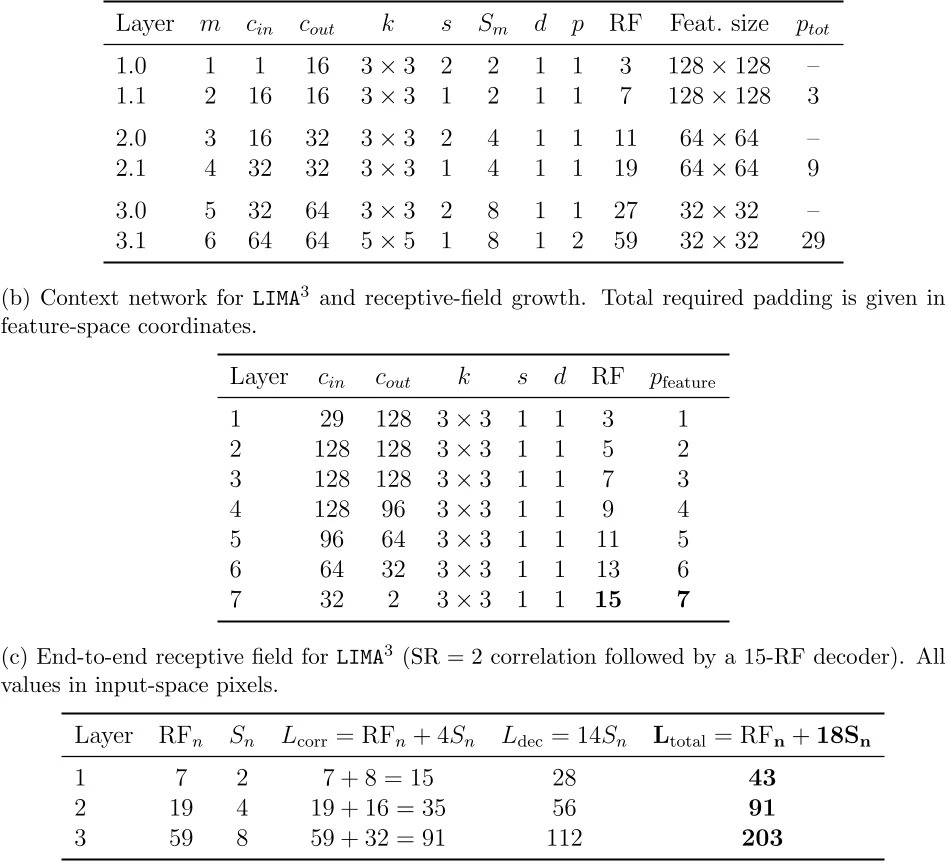 Layer m c_in c_out k s S_m d p RF Feat. size p_tot
1.0 1 1 16 3 × 3 2 2 1 1 3 128 × 128 –
1.1 2 16 16 3 × 3 1 2 1 1 7 128 × 128 3
2.0 3 16 32 3 × 3 2 4 1 1 11 64 × 64 –
2.1 4 32 32 3 × 3 1 4 1 1 19 64 × 64 9
3.0 5 32 64 3 × 3 2 8 1 1 27 32 × 32 –
3.1 6 64 64 5 × 5 1 8 1 2 59 32 × 32 29
(b) Context network for LIMA³ and receptive-field growth. Total required padding is given in
feature-space coordinates.
Layer c_in c_out k s d RF p_feature
1 29 128 3 × 3 1 1 3 1
2 128 128 3 × 3 1 1 5 2
3 128 128 3 × 3 1 1 7 3
4 128 96 3 × 3 1 1 9 4
5 96 64 3 × 3 1 1 11 5
6 64 32 3 × 3 1 1 13 6
7 32 2 3 × 3 1 1 15 7
(c) End-to-end receptive field for LIMA³ (SR = 2 correlation followed by a 15-RF decoder). All
values in input-space pixels.
Layer RF_n S_n L_corr = RF_n + 4S_n L_dec = 14S_n L_total = RF_n + 18S_n
1 7 2 7 + 8 = 15 28 43
2 19 4 19 + 16 = 35 56 91
3 59 8 59 + 32 = 91 112 203